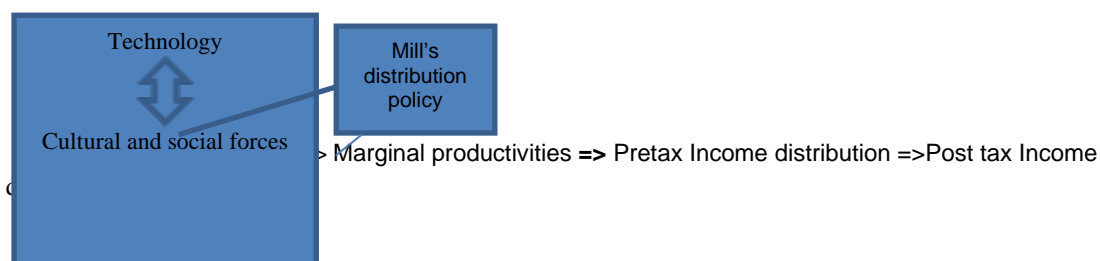 Technology
Mill’s
distribution
policy
Cultural and social forces
> Marginal productivities => Pretax Income distribution =>Post tax Income